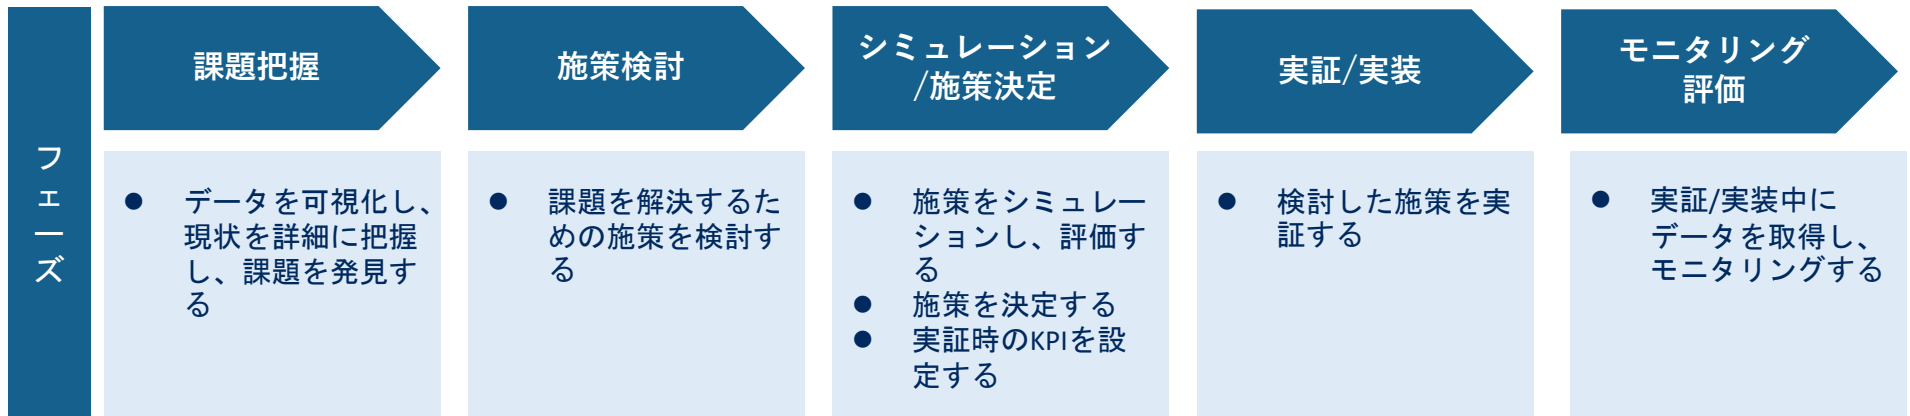 フェーズ
課題把握
施策検討
シミュレーション
/施策決定
実証/実装
モニタリング
評価
● データを可視化し、
現状を詳細に把握
し、課題を発見す
る
● 課題を解決するた
めの施策を検討す
る
● 施策をシミュレー
ションし、評価す
る
● 施策を決定する
● 実証時のKPIを設
定する
● 検討した施策を実
証する
● 実証/実装中に
データを取得し、
モニタリングする